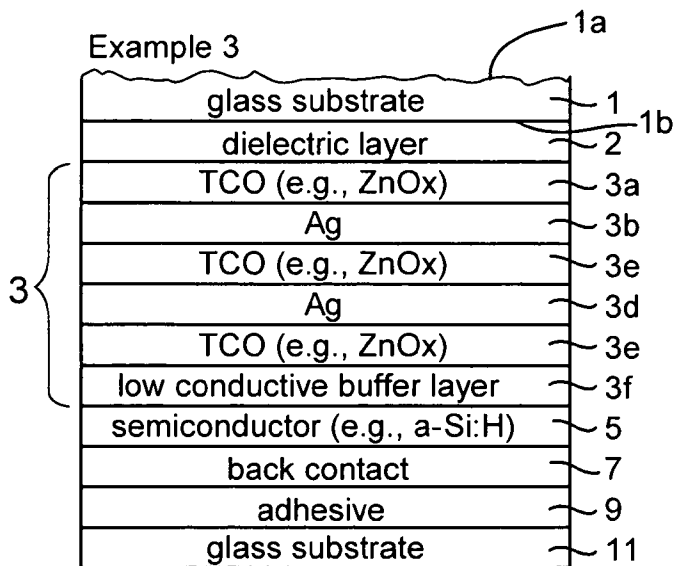 Example 3
1a
glass substrate 1
1b
dielectric layer 2
TCO (e.g., ZnOx) 3a
Ag 3b
TCO (e.g., ZnOx) 3e
3
Ag 3d
TCO (e.g., ZnOx) 3e
low conductive buffer layer 3f
semiconductor (e.g., a-Si:H) 5
back contact 7
adhesive 9
glass substrate 11